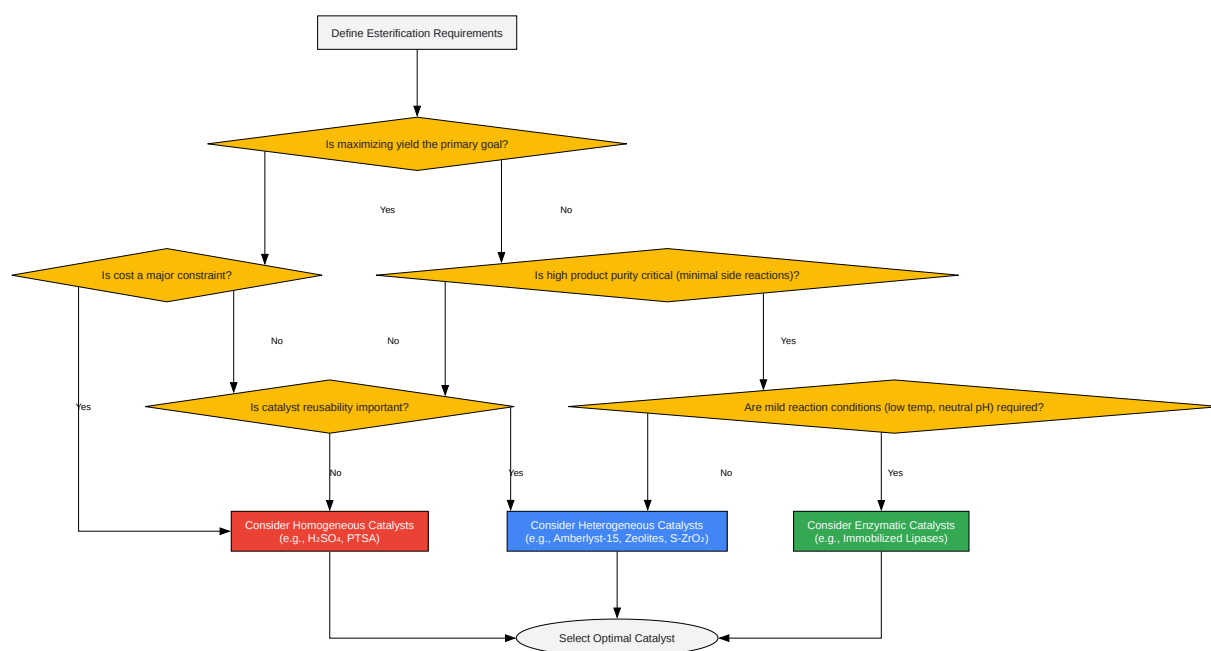 Define Esterification Requirements
Is maximizing yield the primary goal?
Yes
No
Is cost a major constraint?
Is high product purity critical (minimal side reactions)?
No
No
Yes
Yes
Is catalyst reusability important?
Are mild reaction conditions (low temp, neutral pH) required?
No
Yes
No
Yes
Consider Homogeneous Catalysts
(e.g., H₂SO₄, PTSA)
Consider Heterogeneous Catalysts
(e.g., Amberlyst-15, Zeolites, S-ZrO₂)
Consider Enzymatic Catalysts
(e.g., Immobilized Lipases)
Select Optimal Catalyst